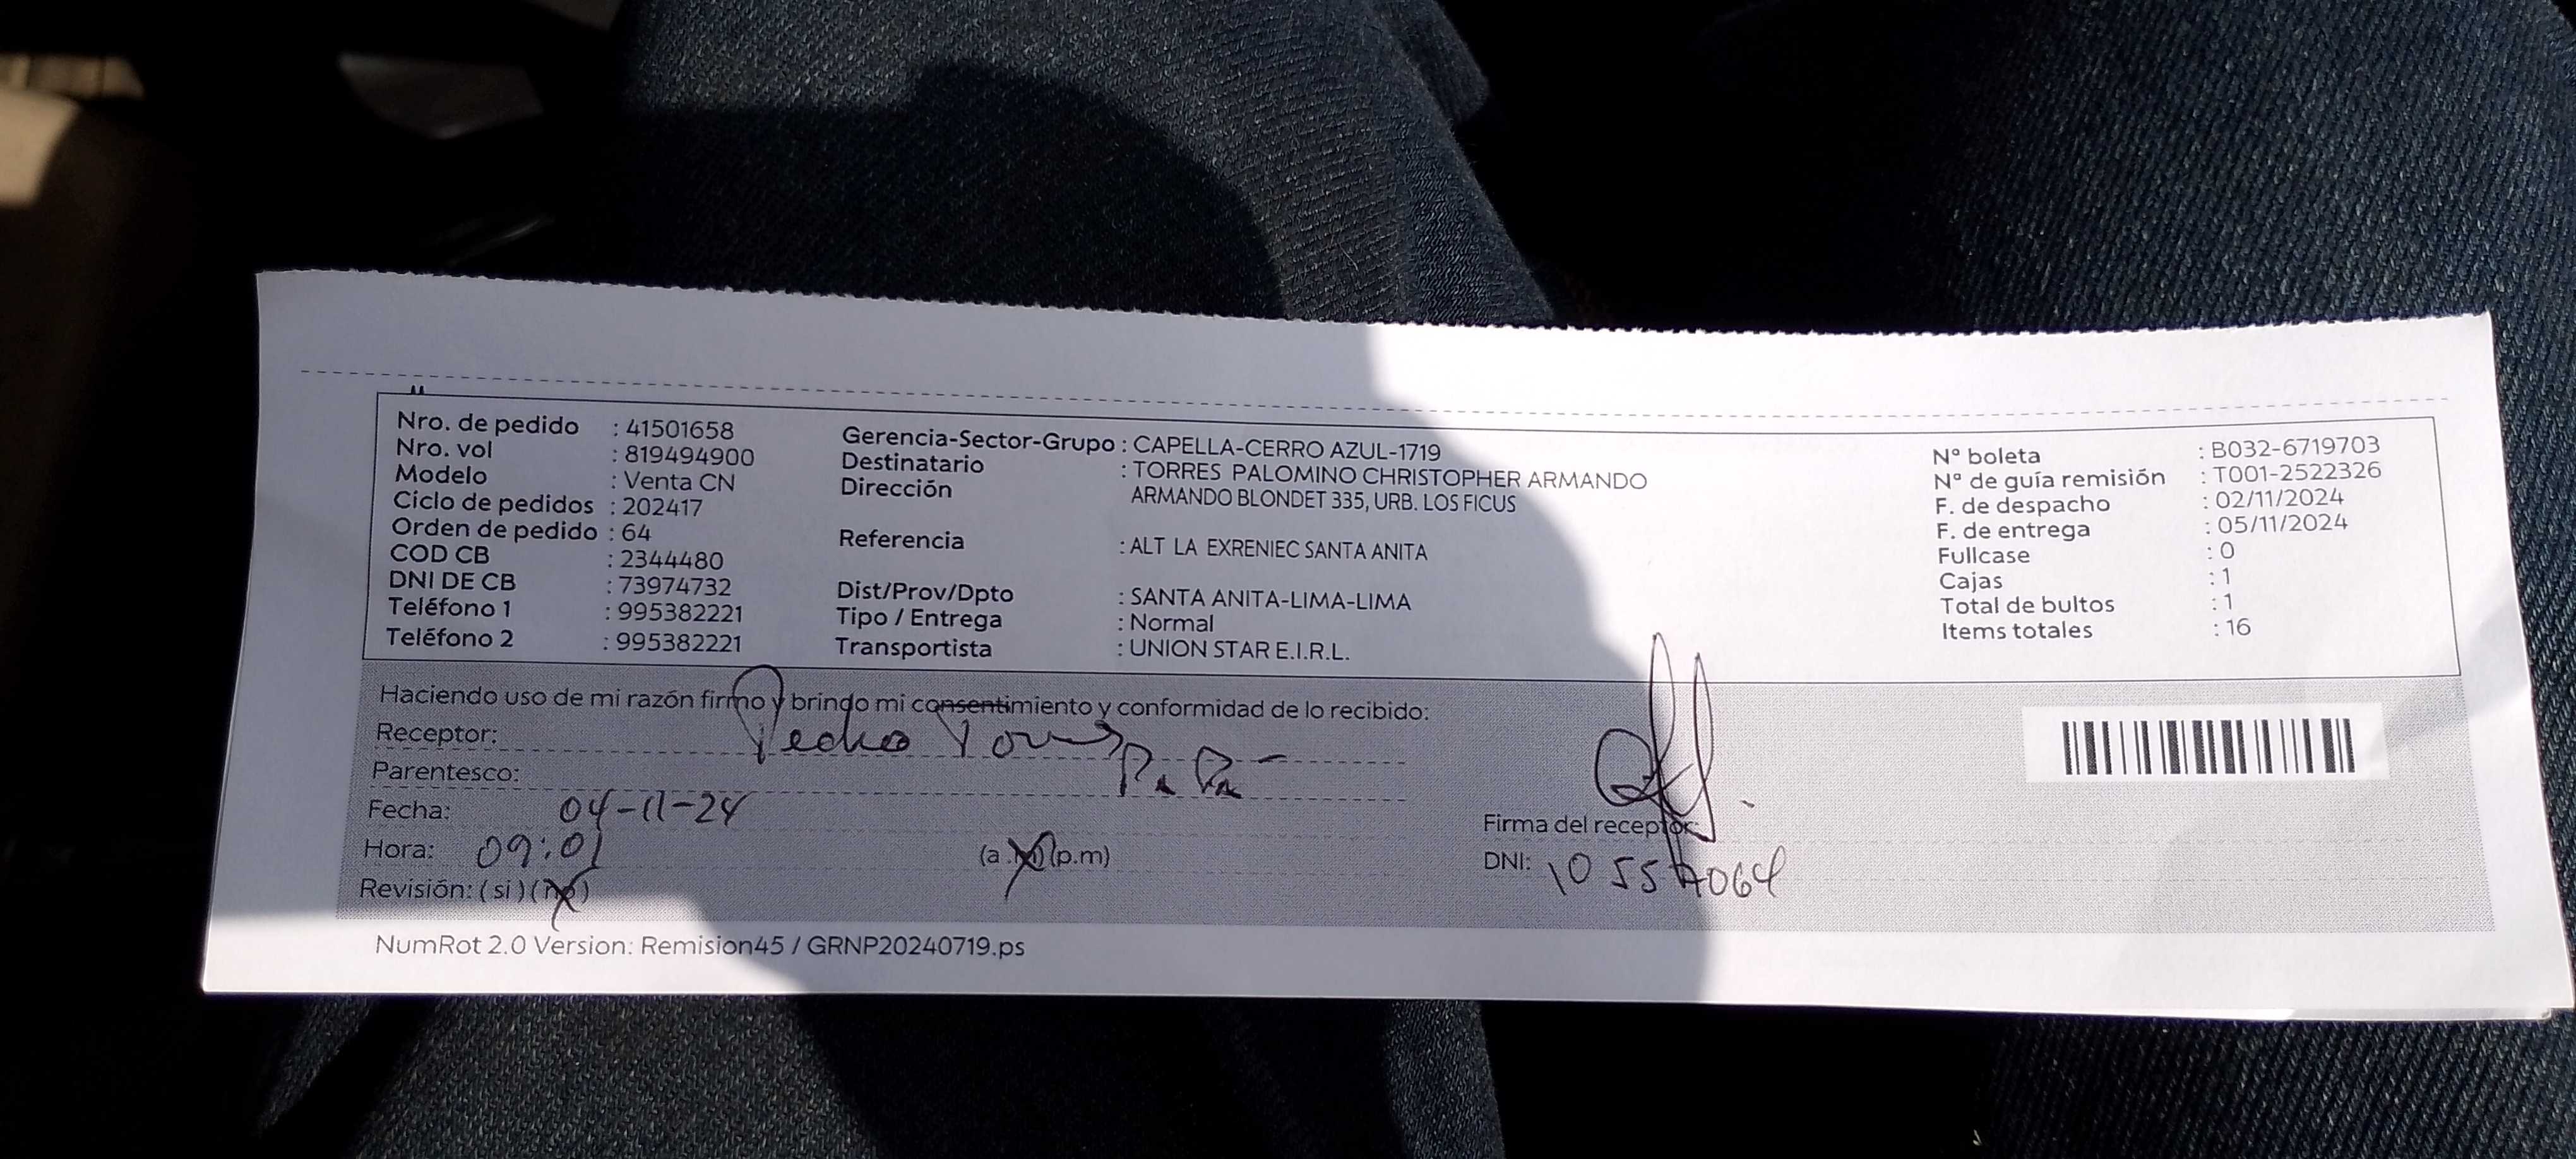 Nro. de pedido : 41501658
Nro. vol : 819494900
Modelo : Venta CN
Ciclo de pedidos : 202417
Orden de pedido : 64
COD CB : 2344480
DNI DE CB : 73974732
Teléfono 1 : 995382221
Teléfono 2 : 995382221
Gerencia-Sector-Grupo : CAPELLA-CERRO AZUL-1719
Destinatario : TORRES PALOMINO CHRISTOPHER ARMANDO
Dirección ARMANDO BLONDET 335, URB. LOS FICUS
Referencia : ALT LA EXRENIEC SANTA ANITA
Dist/Prov/Dpto : SANTA ANITA-LIMA-LIMA
Tipo / Entrega : Normal
Transportista : UNION STAR E.I.R.L.
Nº boleta : B032-6719703
Nª de guía remisión : T001-2522326
F. de despacho : 02/11/2024
F. de entrega : 05/11/2024
Fullcase : 0
Cajas : 1
Total de bultos : 1
Items totales : 16
Haciendo uso de mi razón firmo y brindo mi consentimiento y conformidad de lo recibido:
Receptor: Pedro Torres
Parentesco: PaPa
Fecha: 04-11-24
Hora: 09:01 (a.m) (p.m)
Revisión: (si) (no)
Firma del receptor:
DNI: 10557064
NumRot 2.0 Version: Remision45 / GRNP20240719.ps